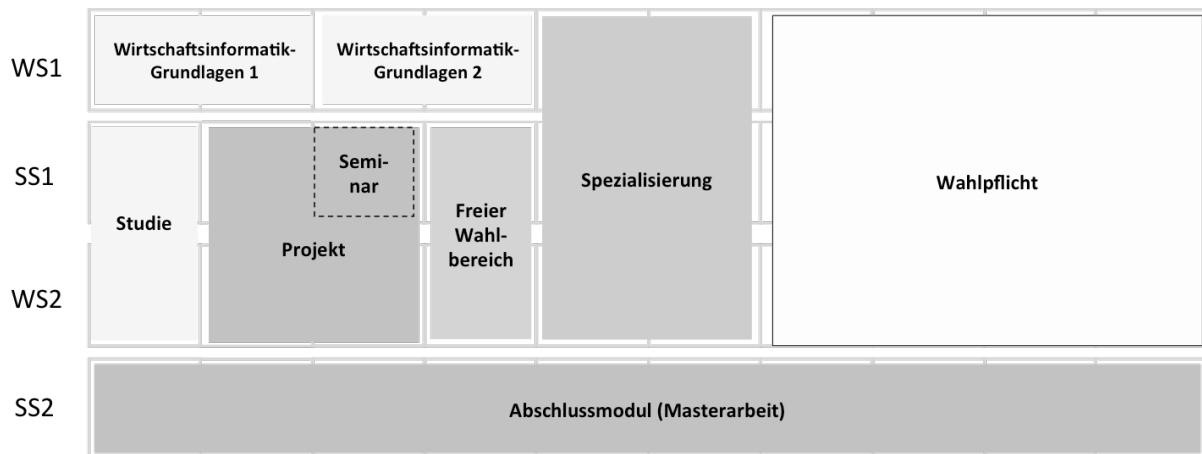 WS1
Wirtschaftsinformatik-
Grundlagen 1
Wirtschaftsinformatik-
Grundlagen 2
SS1
Studie
Semi-
nar
Projekt
Freier
Wahl-
bereich
Spezialisierung
Wahlpflicht
WS2
SS2
Abschlussmodul (Masterarbeit)